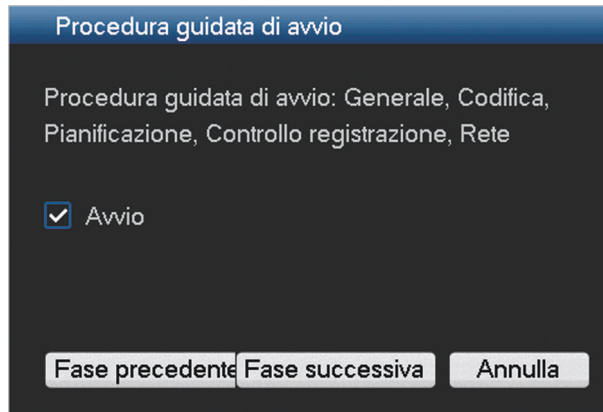 Procedura guidata di avvio
Procedura guidata di avvio: Generale, Codifica,
Pianificazione, Controllo registrazione, Rete
Avvio
Fase precedente Fase successiva Annulla